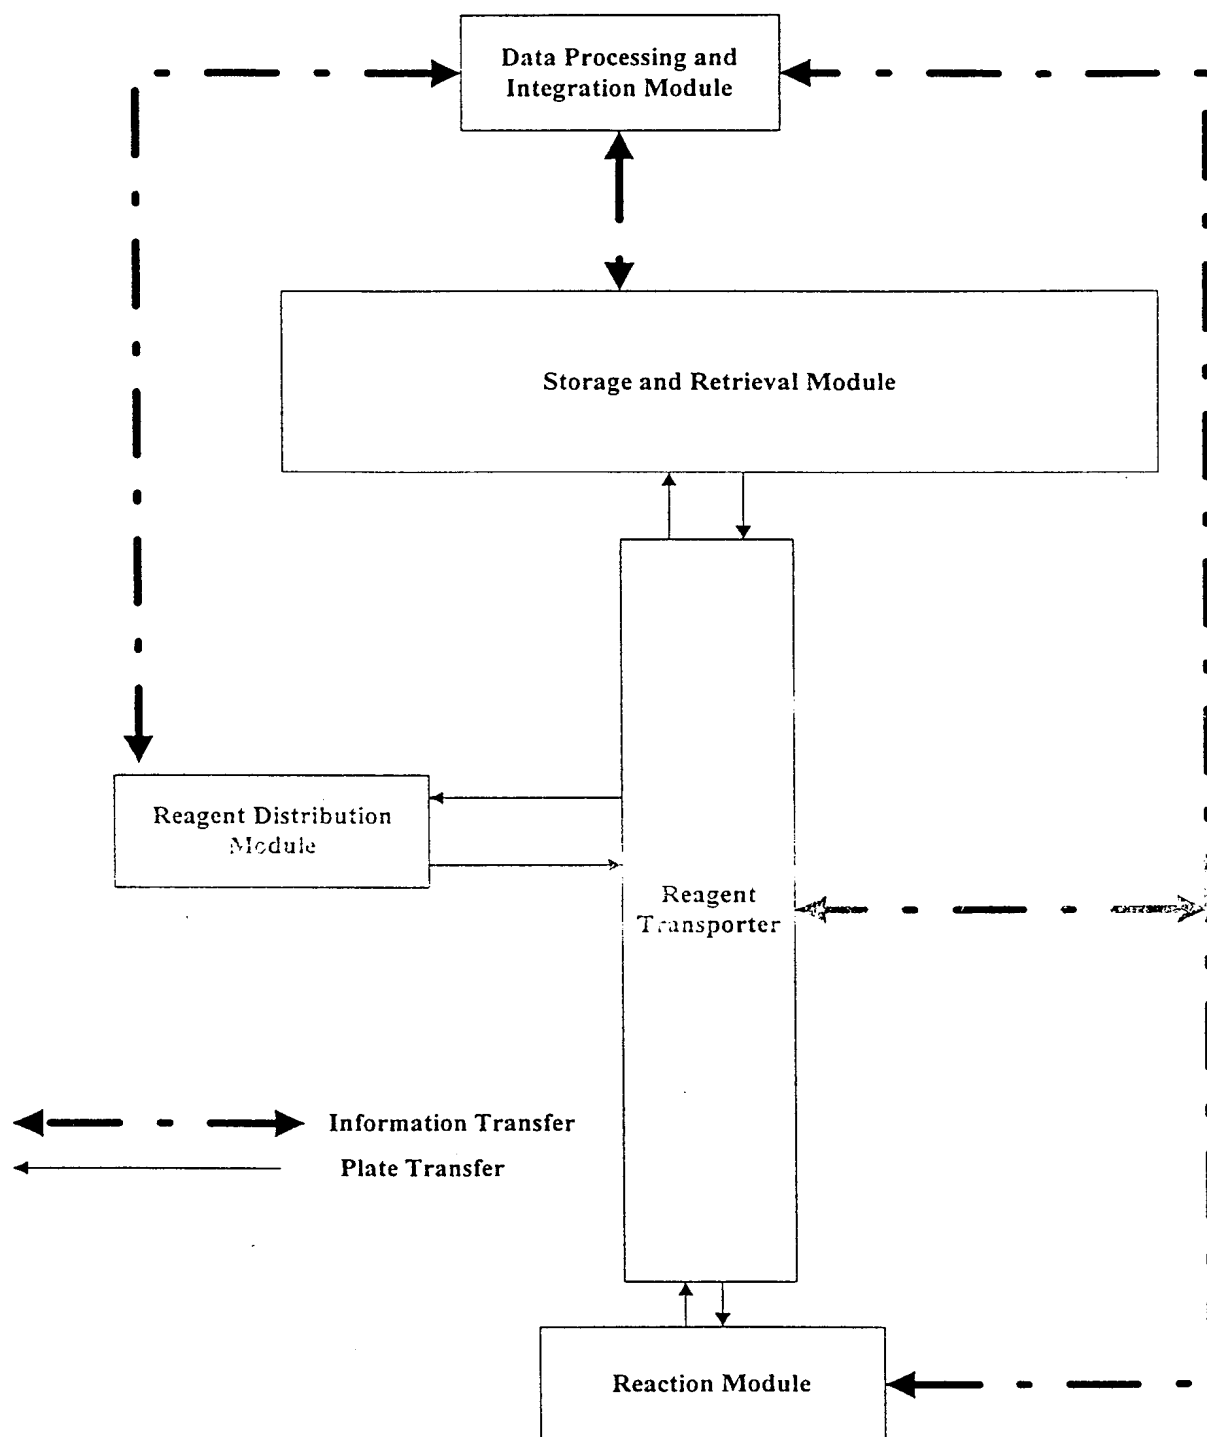 Data Processing and
Integration Module
Storage and Retrieval Module
Reagent Distribution
Module
Reagent
Transporter
Information Transfer
Plate Transfer
Reaction Module